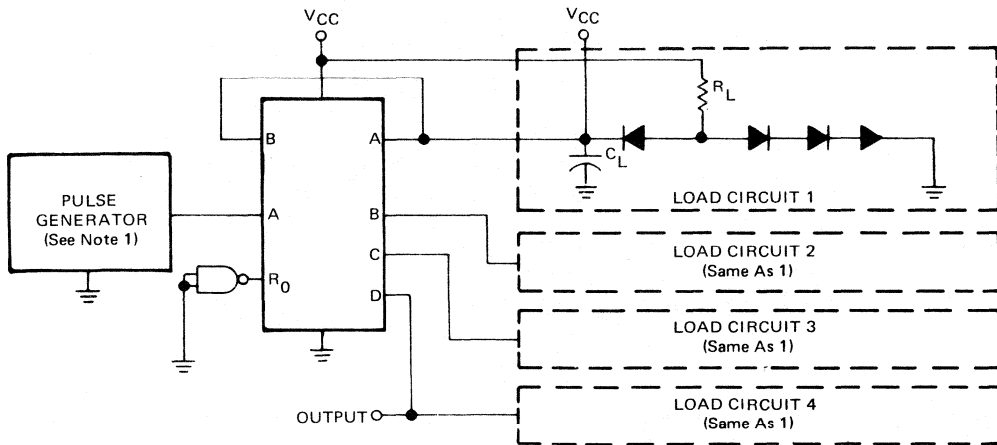 VCC
VCC
RL
B
A
CL
PULSE
GENERATOR
(See Note 1)
A
B
C
R0
D
LOAD CIRCUIT 1
LOAD CIRCUIT 2
(Same As 1)
LOAD CIRCUIT 3
(Same As 1)
OUTPUT
LOAD CIRCUIT 4
(Same As 1)